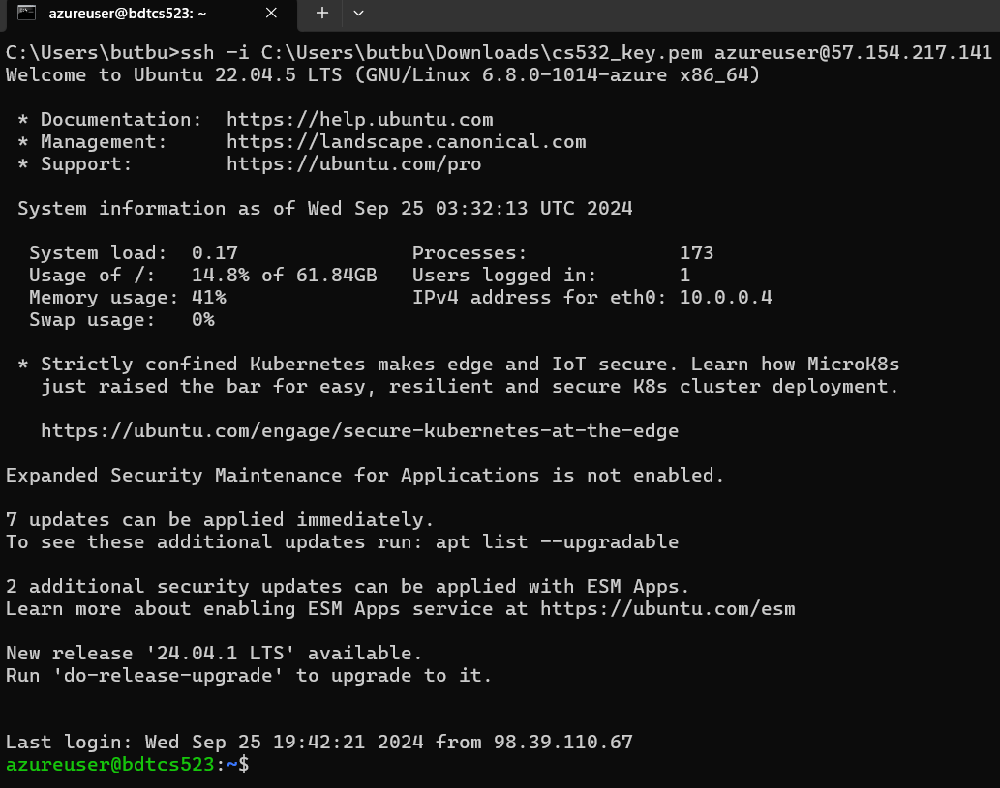 azureuser@bdtcs523: ~
C:\Users\butbu>ssh -i C:\Users\butbu\Downloads\cs532_key.pem azureuser@57.154.217.141
Welcome to Ubuntu 22.04.5 LTS (GNU/Linux 6.8.0-1014-azure x86_64)
* Documentation:  https://help.ubuntu.com
* Management:     https://landscape.canonical.com
* Support:        https://ubuntu.com/pro
System information as of Wed Sep 25 03:32:13 UTC 2024
System load:  0.17               Processes:             173
Usage of /:   14.8% of 61.84GB   Users logged in:       1
Memory usage: 41%                IPv4 address for eth0: 10.0.0.4
Swap usage:   0%
* Strictly confined Kubernetes makes edge and IoT secure. Learn how MicroK8s
just raised the bar for easy, resilient and secure K8s cluster deployment.
https://ubuntu.com/engage/secure-kubernetes-at-the-edge
Expanded Security Maintenance for Applications is not enabled.
7 updates can be applied immediately.
To see these additional updates run: apt list --upgradable
2 additional security updates can be applied with ESM Apps.
Learn more about enabling ESM Apps service at https://ubuntu.com/esm
New release '24.04.1 LTS' available.
Run 'do-release-upgrade' to upgrade to it.
Last login: Wed Sep 25 19:42:21 2024 from 98.39.110.67
azureuser@bdtcs523:~$